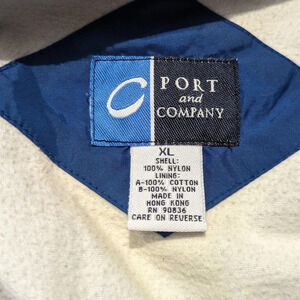 PORT
and
COMPANY
XL
SHELL:
100% NYLON
LINING:
A-100% COTTON
B-100% NYLON
MADE IN
HONG KONG
RN 90836
CARE ON REVERSE